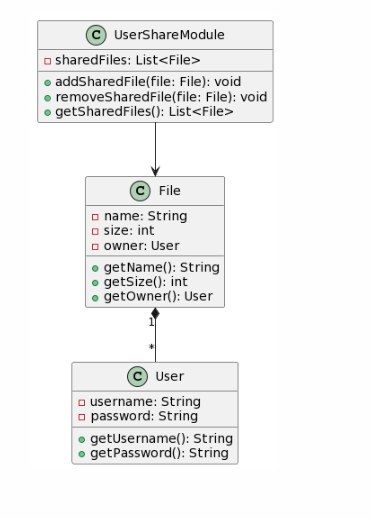 C UserShareModule
sharedFiles: List<File>
addSharedFile(file: File): void
removeSharedFile(file: File): void
getSharedFiles(): List<File>
C File
name: String
size: int
owner: User
getName(): String
getSize(): int
getOwner(): User
1
*
C User
username: String
password: String
getUsername(): String
getPassword(): String